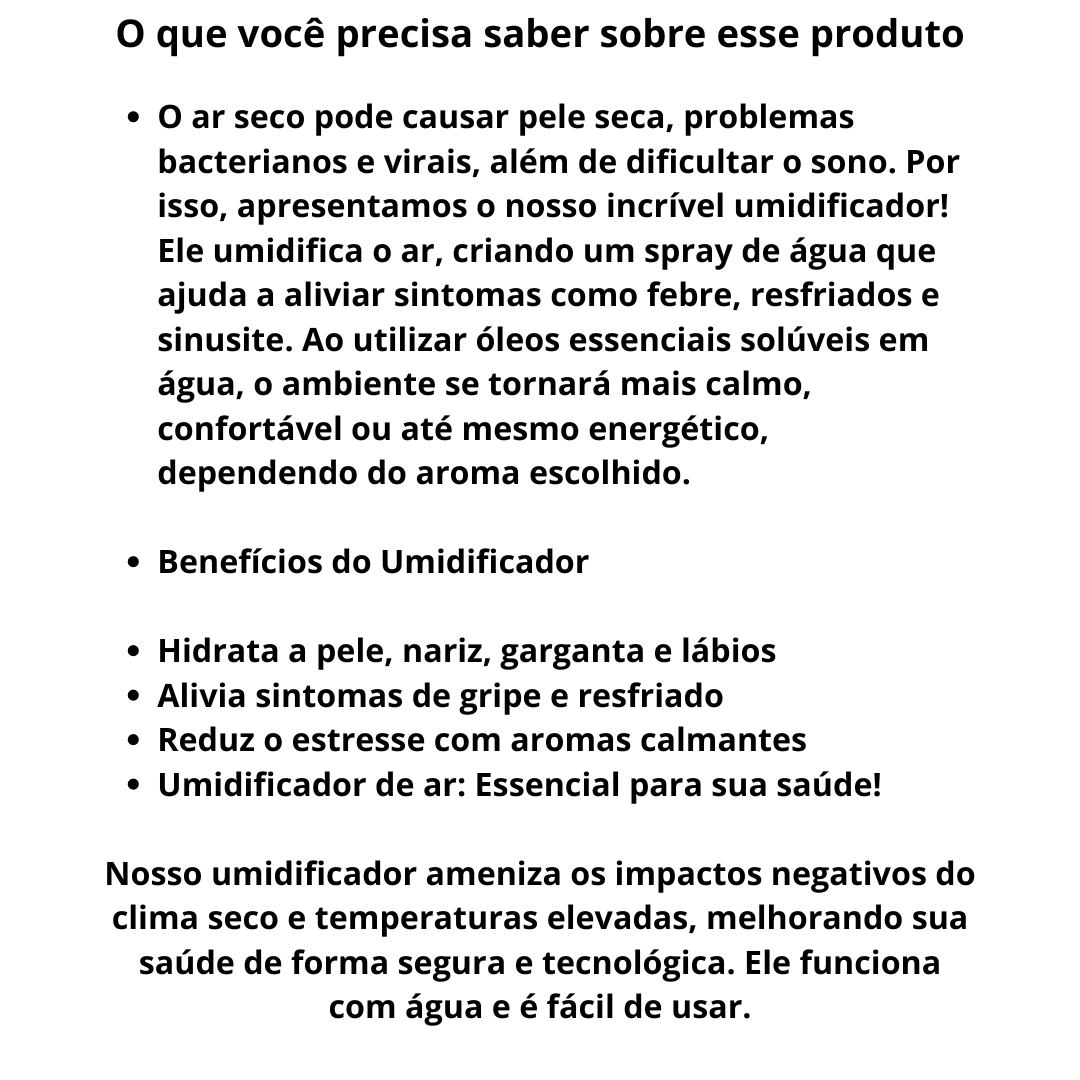 O que você precisa saber sobre esse produto
• O ar seco pode causar pele seca, problemas
bacterianos e virais, além de dificultar o sono. Por
isso, apresentamos o nosso incrível umidificador!
Ele umidifica o ar, criando um spray de água que
ajuda a aliviar sintomas como febre, resfriados e
sinusite. Ao utilizar óleos essenciais solúveis em
água, o ambiente se tornará mais calmo,
confortável ou até mesmo energético,
dependendo do aroma escolhido.
• Benefícios do Umidificador
• Hidrata a pele, nariz, garganta e lábios
• Alivia sintomas de gripe e resfriado
• Reduz o estresse com aromas calmantes
• Umidificador de ar: Essencial para sua saúde!
Nosso umidificador ameniza os impactos negativos do
clima seco e temperaturas elevadas, melhorando sua
saúde de forma segura e tecnológica. Ele funciona
com água e é fácil de usar.